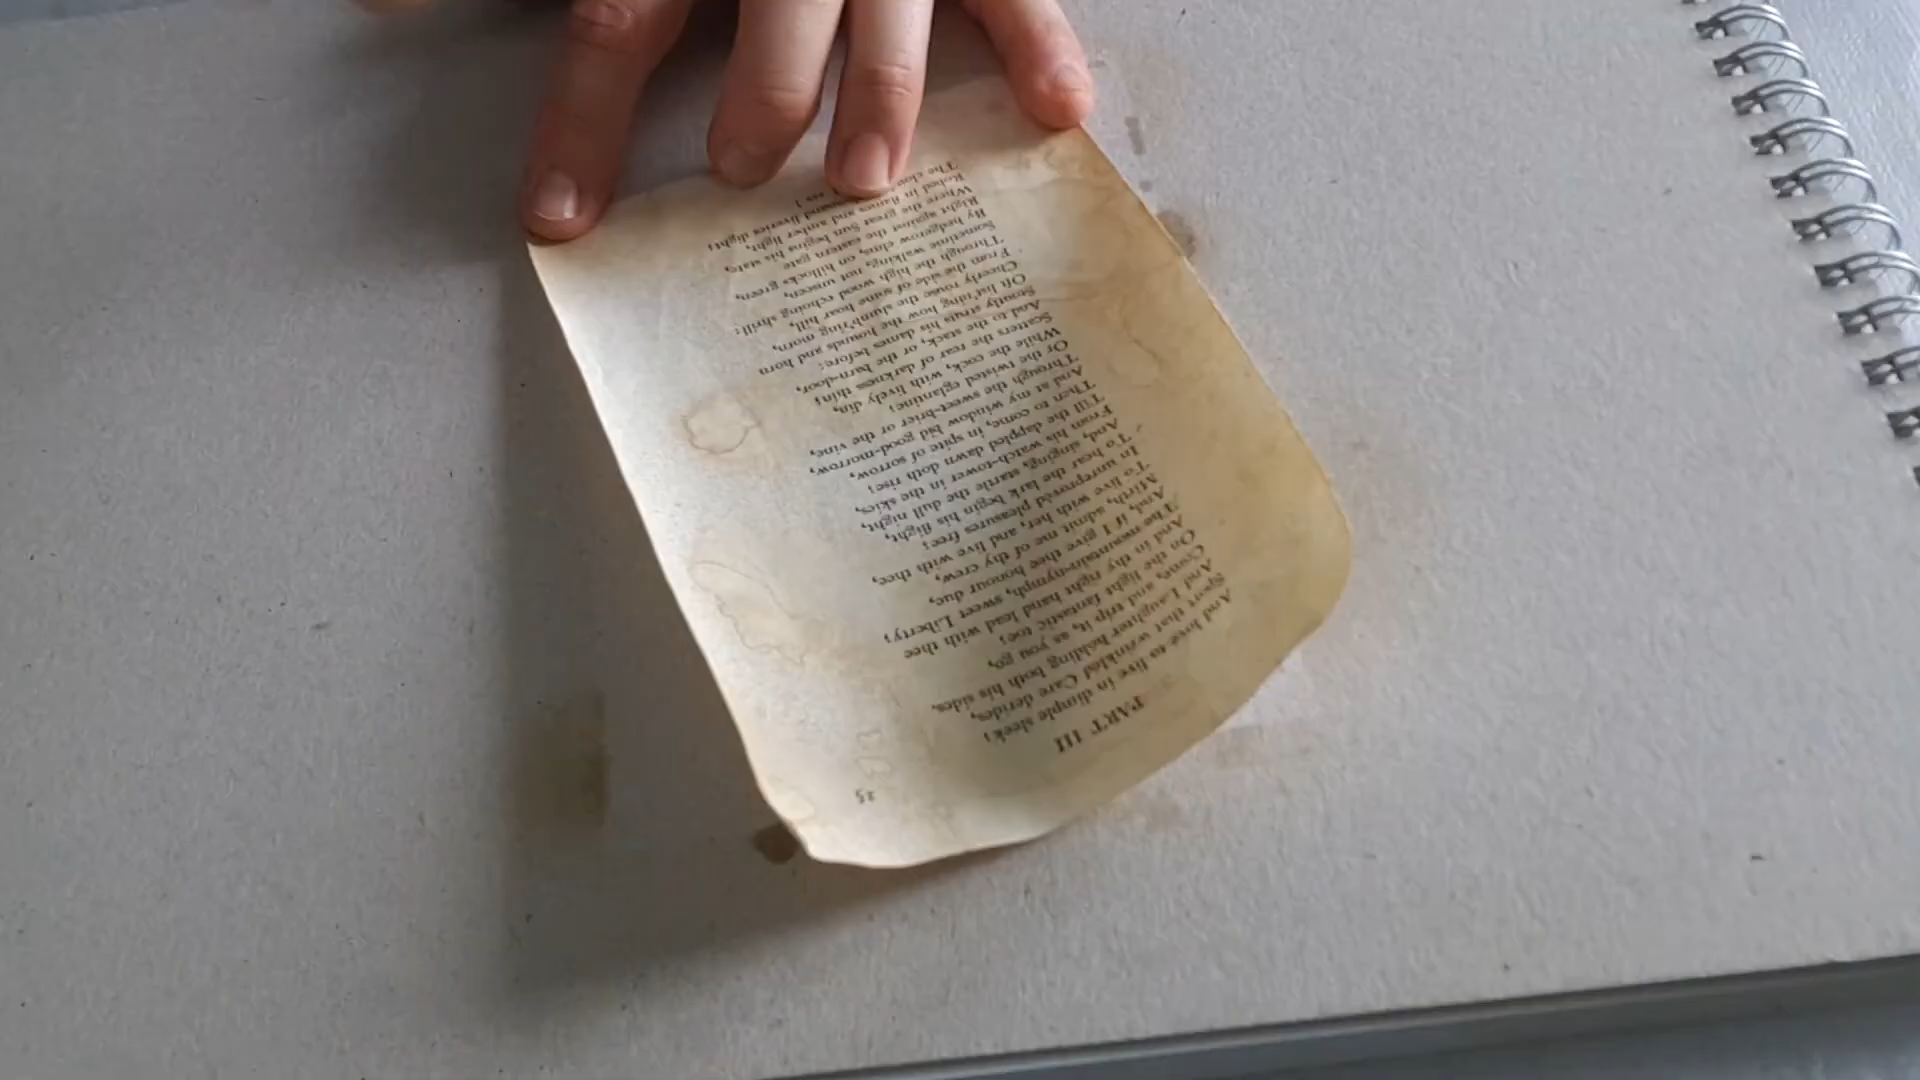 PART III
25
And love to live in dimple sleek;
Sport that wrinkled Care derides,
And Laughter holding both his sides.
Come, and trip it, as you go,
On the light fantastic toe;
And in thy right hand lead with thee
The mountain-nymph, sweet Liberty;
And, if I give thee honour due,
Mirth, admit me of thy crew,
To live with her, and live with thee,
In unreprovèd pleasures free;
To hear the lark begin his flight,
And, singing, startle the dull night,
From his watch-tower in the skies,
Till the dappled dawn doth rise;
Then to come, in spite of sorrow,
And at my window bid good-morrow,
Through the sweet-brier or the vine,
Or the twisted eglantine;
While the cock, with lively din,
Scatters the rear of darkness thin;
And to the stack, or the barn-door,
Stoutly struts his dames before:
Oft list'ning how the hounds and horn
Cheerly rouse the slumb'ring morn,
From the side of some hoar hill,
Through the high wood echoing shrill:
Sometime walking, not unseen,
By hedgerow elms, on hillocks green,
Right against the eastern gate
Where the great Sun begins his state,
Robed in flames and amber light,
The liveries dight;